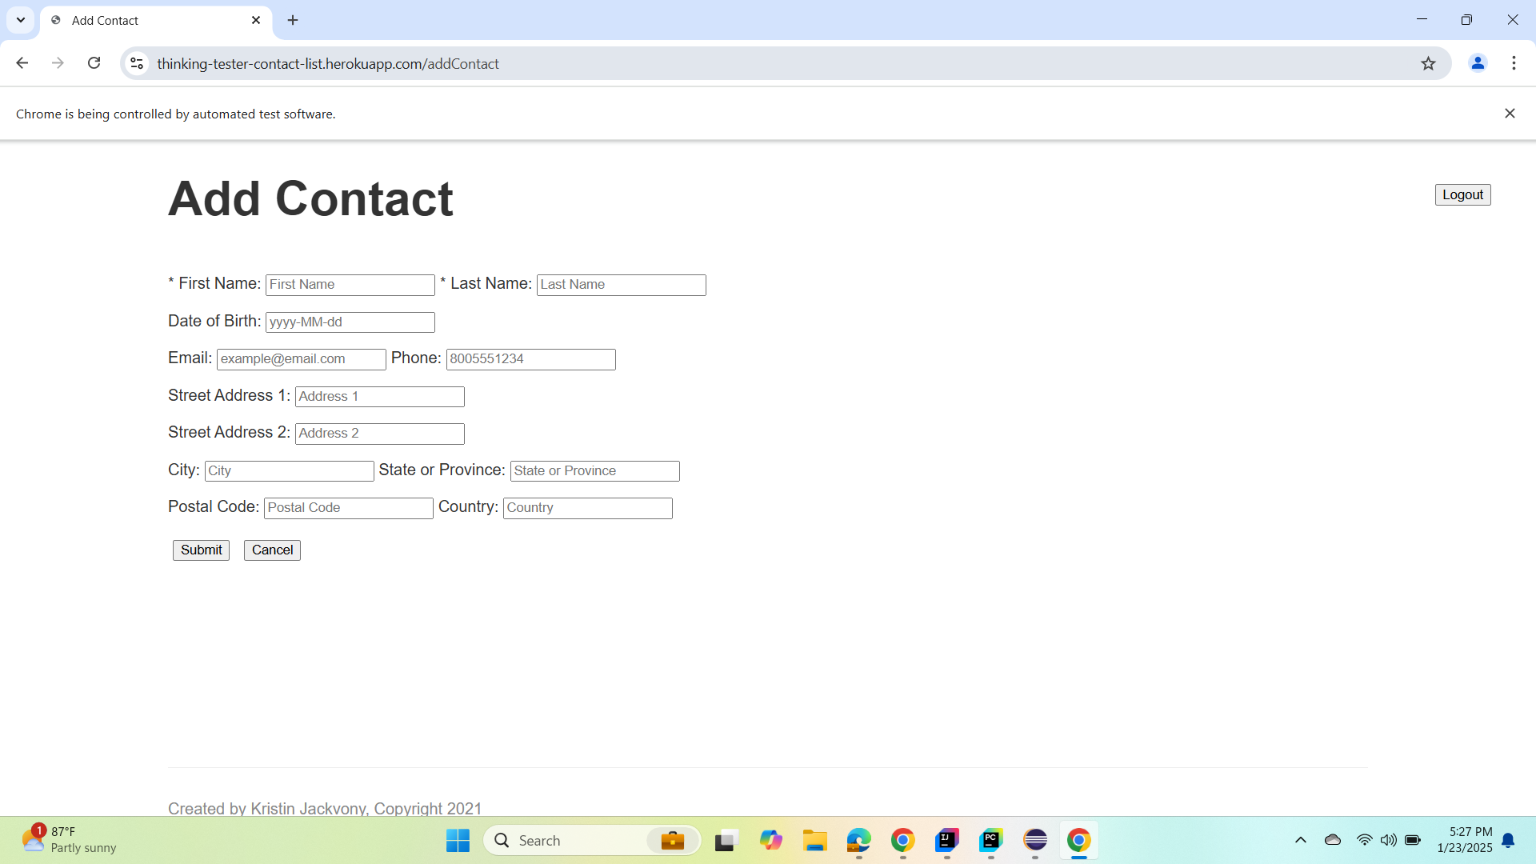 Add Contact
thinking-tester-contact-list.herokuapp.com/addContact
Chrome is being controlled by automated test software.
Add Contact
Logout
* First Name: First Name * Last Name: Last Name
Date of Birth: yyyy-MM-dd
Email: example@email.com Phone: 8005551234
Street Address 1: Address 1
Street Address 2: Address 2
City: City State or Province: State or Province
Postal Code: Postal Code Country: Country
Submit Cancel
Created by Kristin Jackvony, Copyright 2021
1
87°F
Partly sunny
Search
IJ
PC
5:27 PM
1/23/2025